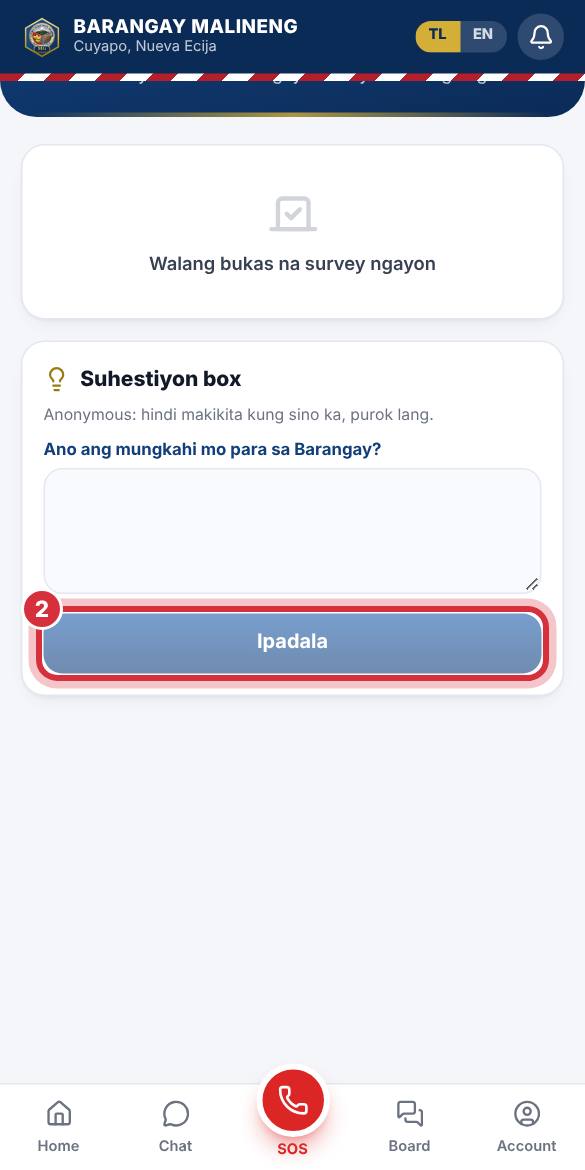 BARANGAY MALINENG
Cuyapo, Nueva Ecija
TL EN
Walang bukas na survey ngayon
Suhestiyon box
Anonymous: hindi makikita kung sino ka, purok lang.
Ano ang mungkahi mo para sa Barangay?
2
Ipadala
Home Chat SOS Board Account